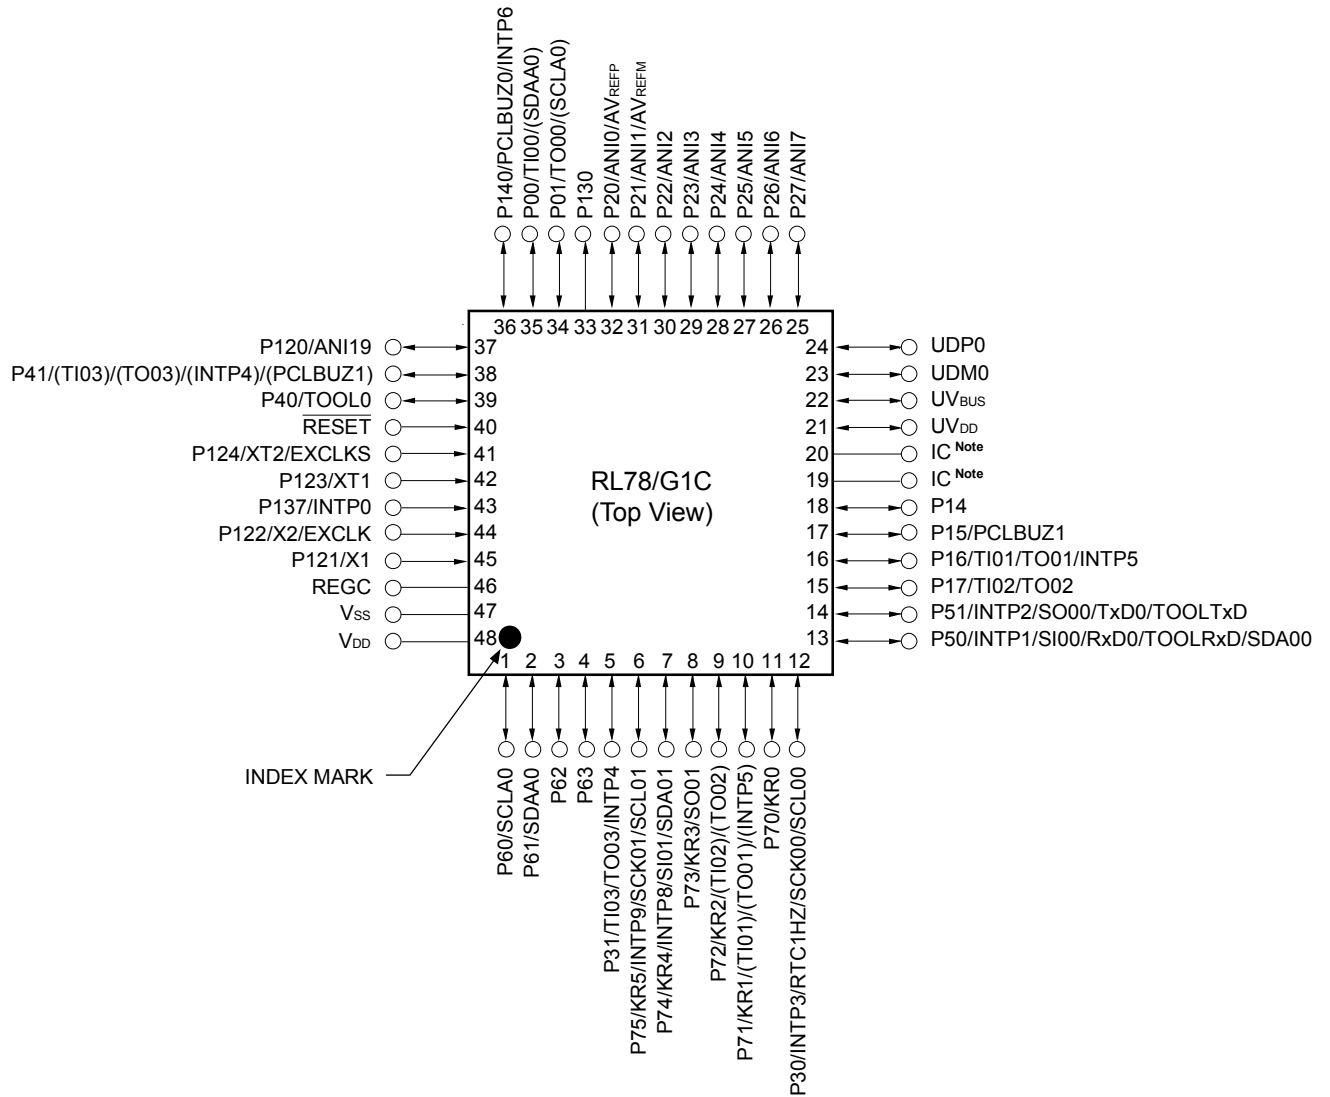 P140/PCLBUZ0/INTP6
P00/TI00/(SDAA0)
P01/TO00/(SCLA0)
P130
P20/ANI0/AVREFP
P21/ANI1/AVREFM
P22/ANI2
P23/ANI3
P24/ANI4
P25/ANI5
P26/ANI6
P27/ANI7
36 35 34 33 32 31 30 29 28 27 26 25
P120/ANI19 37
P41/(TI03)/(TO03)/(INTP4)/(PCLBUZ1) 38
P40/TOOL0 39
RESET 40
P124/XT2/EXCLKS 41
P123/XT1 42
P137/INTP0 43
P122/X2/EXCLK 44
P121/X1 45
REGC 46
VSS 47
VDD 48
RL78/G1C
(Top View)
24 UDP0
23 UDM0
22 UVBUS
21 UVDD
20 IC Note
19 IC Note
18 P14
17 P15/PCLBUZ1
16 P16/TI01/TO01/INTP5
15 P17/TI02/TO02
14 P51/INTP2/SO00/TxD0/TOOLTxD
13 P50/INTP1/SI00/RxD0/TOOLRxD/SDA00
1 2 3 4 5 6 7 8 9 10 11 12
INDEX MARK
P60/SCLA0
P61/SDAA0
P62
P63
P31/TI03/TO03/INTP4
P75/KR5/INTP9/SCK01/SCL01
P74/KR4/INTP8/SI01/SDA01
P73/KR3/SO01
P72/KR2/(TI02)/(TO02)
P71/KR1/(TI01)/(TO01)/(INTP5)
P70/KR0
P30/INTP3/RTC1HZ/SCK00/SCL00